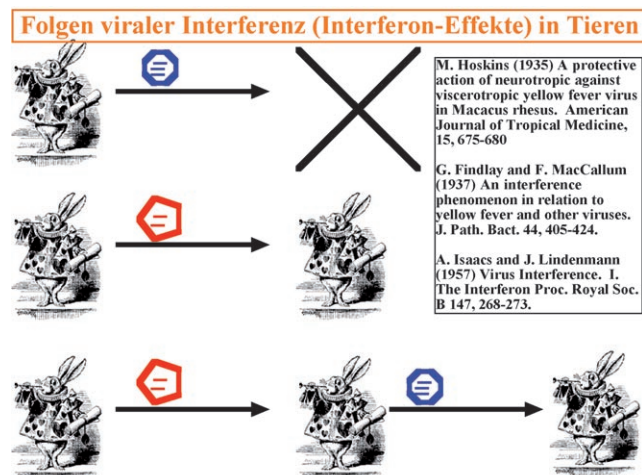 Folgen viraler Interferenz (Interferon-Effekte) in Tieren
M. Hoskins (1935) A protective
action of neurotropic against
viscerotropic yellow fever virus
in Macacus rhesus. American
Journal of Tropical Medicine,
15, 675-680
G. Findlay and F. MacCallum
(1937) An interference
phenomenon in relation to
yellow fever and other viruses.
J. Path. Bact. 44, 405-424.
A. Isaacs and J. Lindenmann
(1957) Virus Interference. I.
The Interferon Proc. Royal Soc.
B 147, 268-273.